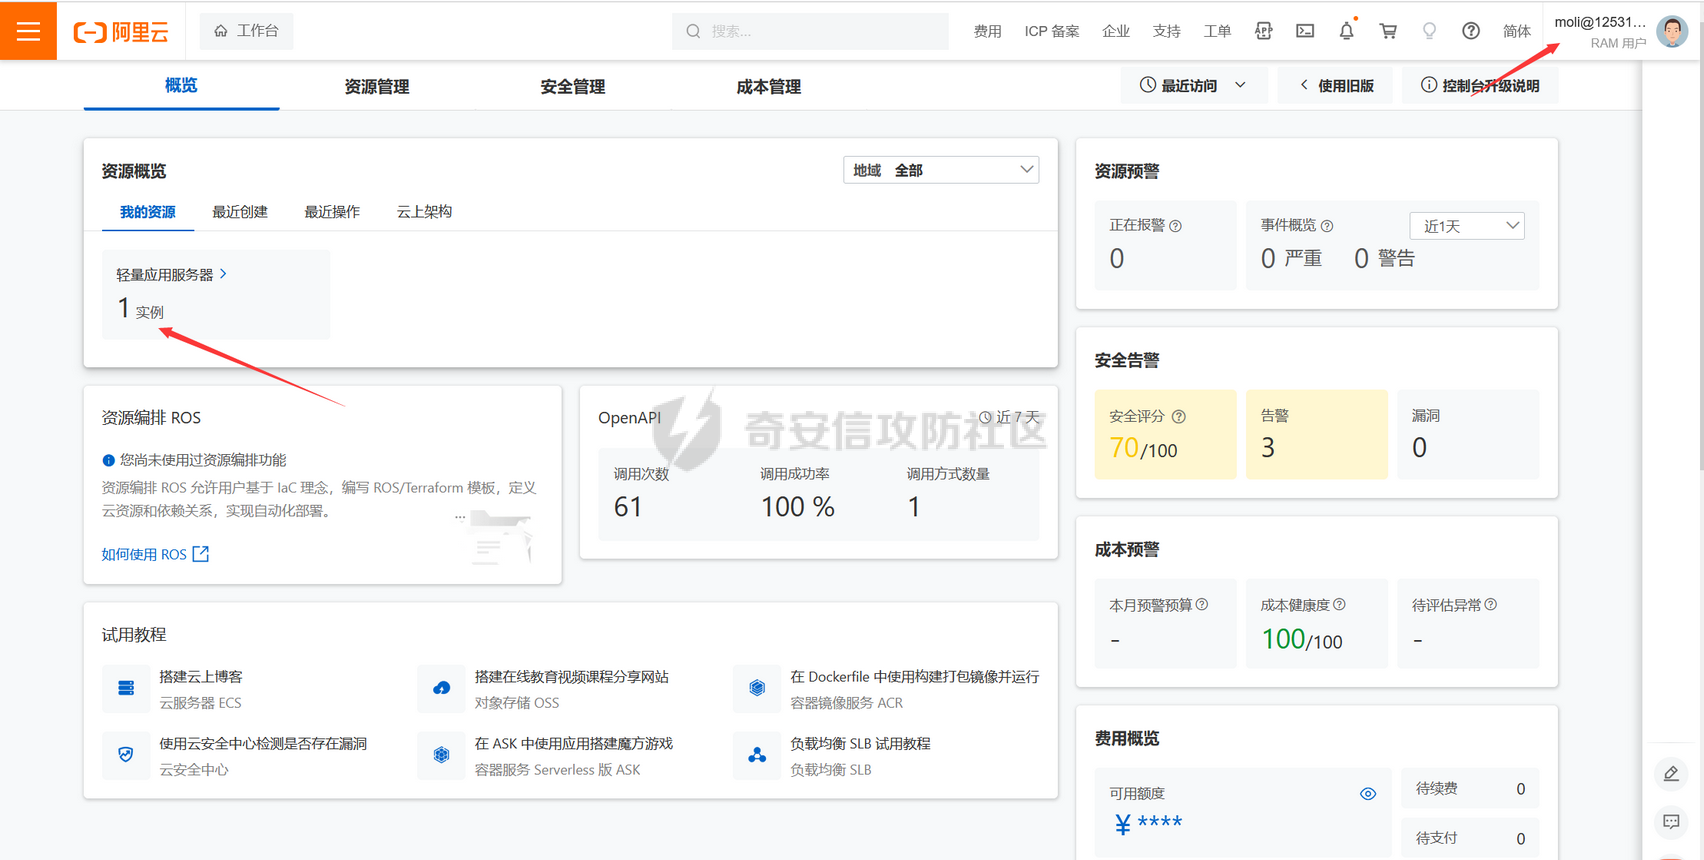 阿里云
工作台
搜索...
费用
ICP 备案
企业
支持
工单
简体
moli@12531...
RAM 用户
概览
资源管理
安全管理
成本管理
最近访问
使用旧版
控制台升级说明
资源概览
地域 全部
我的资源
最近创建
最近操作
云上架构
轻量应用服务器
1 实例
资源编排 ROS
您尚未使用过资源编排功能
资源编排 ROS 允许用户基于 IaC 理念，编写 ROS/Terraform 模板，定义
云资源和依赖关系，实现自动化部署。
如何使用 ROS
OpenAPI
近 7 天
奇安信攻防社区
调用次数
61
调用成功率
100 %
调用方式数量
1
试用教程
搭建云上博客
云服务器 ECS
搭建在线教育视频课程分享网站
对象存储 OSS
在 Dockerfile 中使用构建打包镜像并运行
容器镜像服务 ACR
使用云安全中心检测是否存在漏洞
云安全中心
在 ASK 中使用应用搭建魔方游戏
容器服务 Serverless 版 ASK
负载均衡 SLB 试用教程
负载均衡 SLB
资源预警
正在报警
0
事件概览
近1天
0 严重
0 警告
安全告警
安全评分
70/100
告警
3
漏洞
0
成本预警
本月预警预算
-
成本健康度
100/100
待评估异常
-
费用概览
可用额度
¥ ****
待续费 0
待支付 0